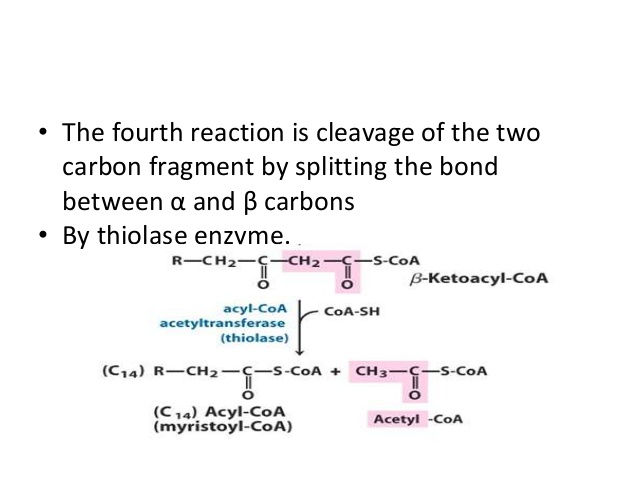 • The fourth reaction is cleavage of the two
carbon fragment by splitting the bond
between α and β carbons
• By thiolase enzyme.
R—CH₂—C—CH₂—C—S-CoA
O O
β-Ketoacyl-CoA
acyl-CoA
acetyltransferase
(thiolase)
CoA-SH
(C₁₄) R—CH₂—C—S-CoA + CH₃—C—S-CoA
O O
(C₁₄) Acyl-CoA
(myristoyl-CoA)
Acetyl-CoA